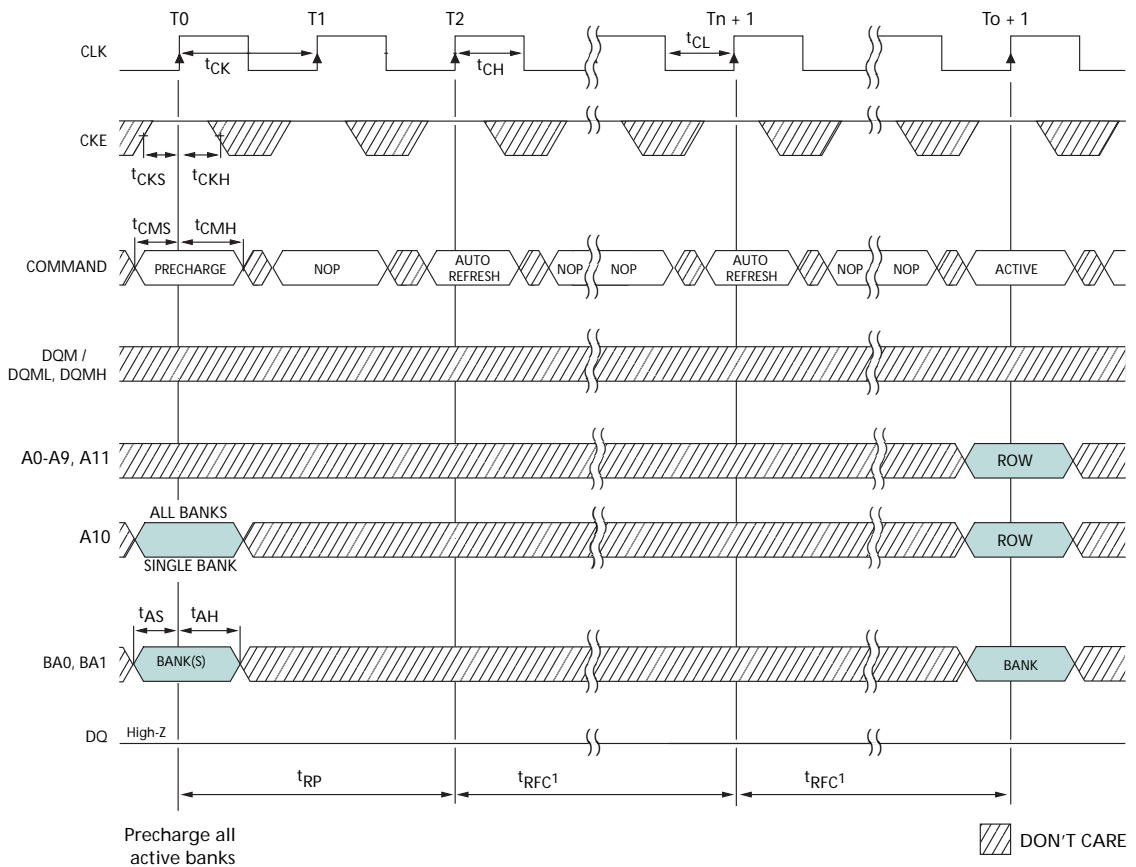 T0 T1 T2 Tn + 1 To + 1
CLK
tCK tCH tCL
CKE
tCKS tCKH
tCMS tCMH
COMMAND PRECHARGE NOP AUTO REFRESH NOP NOP AUTO REFRESH NOP NOP ACTIVE
DQM /
DQML, DQMH
A0-A9, A11 ROW
ALL BANKS
A10 ROW
SINGLE BANK
tAS tAH
BA0, BA1 BANK(S) BANK
DQ High-Z
tRP tRFC1 tRFC1
Precharge all
active banks
DON'T CARE